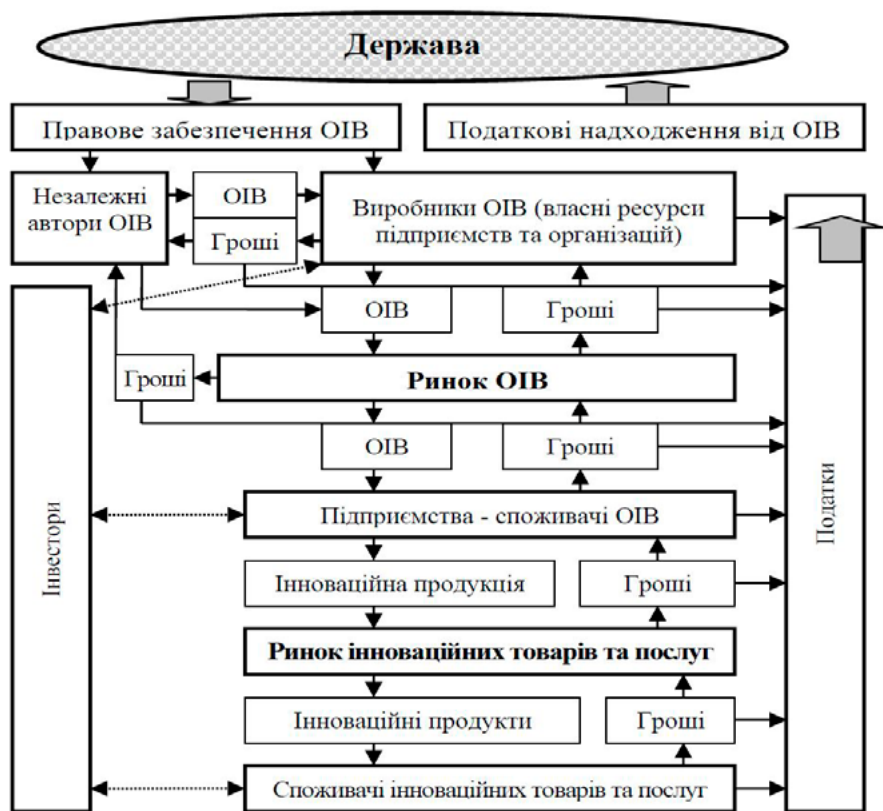 Держава
Правове забезпечення ОІВ
Податкові надходження від ОІВ
Незалежні
автори ОІВ
ОІВ
Гроші
Виробники ОІВ (власні ресурси
підприємств та організацій)
ОІВ
Гроші
Гроші
Ринок ОІВ
ОІВ
Гроші
Підприємства - споживачі ОІВ
Інноваційна продукція
Гроші
Ринок інноваційних товарів та послуг
Інноваційні продукти
Гроші
Споживачі інноваційних товарів та послуг
Інвестори
Податки